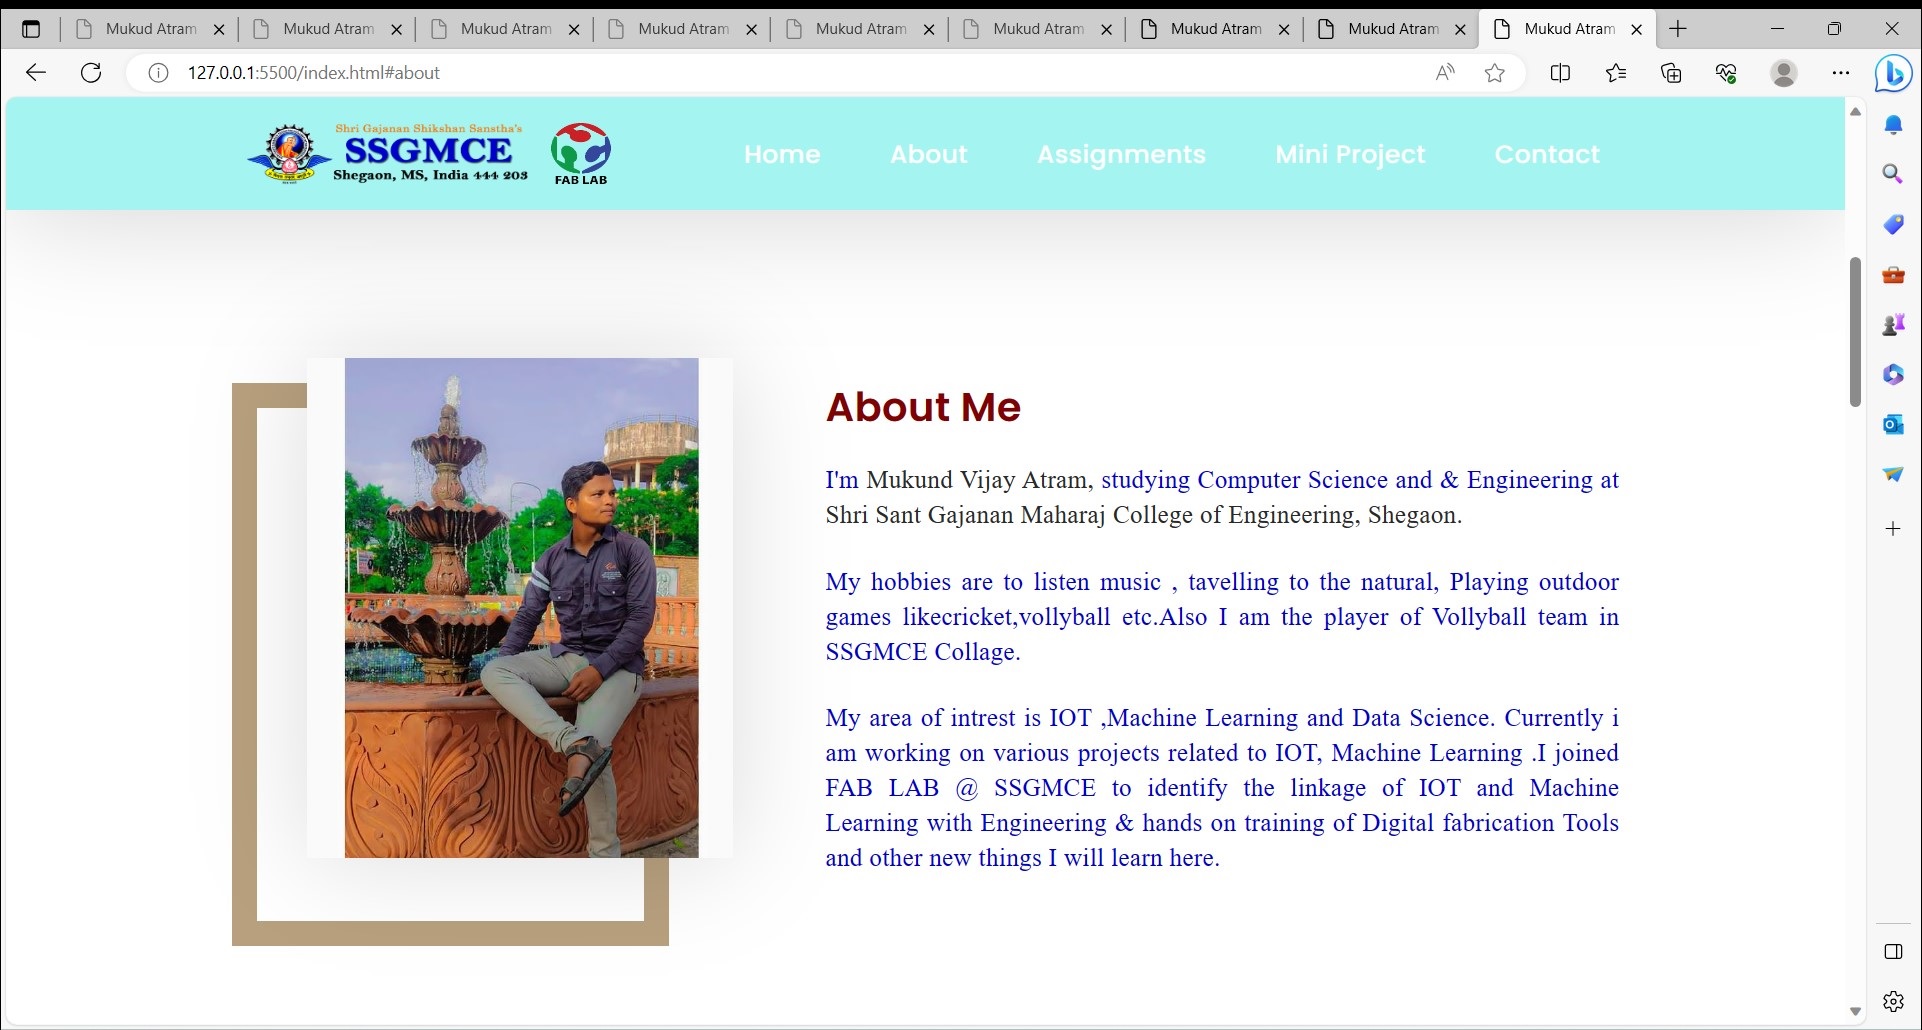 Mukud Atram
Mukud Atram
Mukud Atram
Mukud Atram
Mukud Atram
Mukud Atram
Mukud Atram
Mukud Atram
Mukud Atram
127.0.0.1:5500/index.html#about
Shri Gajanan Shikshan Sanstha's
SSGMCE
Shegaon, MS, India 444 203
FAB LAB
Home
About
Assignments
Mini Project
Contact
About Me
I'm Mukund Vijay Atram, studying Computer Science and & Engineering at
Shri Sant Gajanan Maharaj College of Engineering, Shegaon.
My hobbies are to listen music , tavelling to the natural, Playing outdoor
games likecricket,vollyball etc.Also I am the player of Vollyball team in
SSGMCE Collage.
My area of intrest is IOT ,Machine Learning and Data Science. Currently i
am working on various projects related to IOT, Machine Learning .I joined
FAB LAB @ SSGMCE to identify the linkage of IOT and Machine
Learning with Engineering & hands on training of Digital fabrication Tools
and other new things I will learn here.